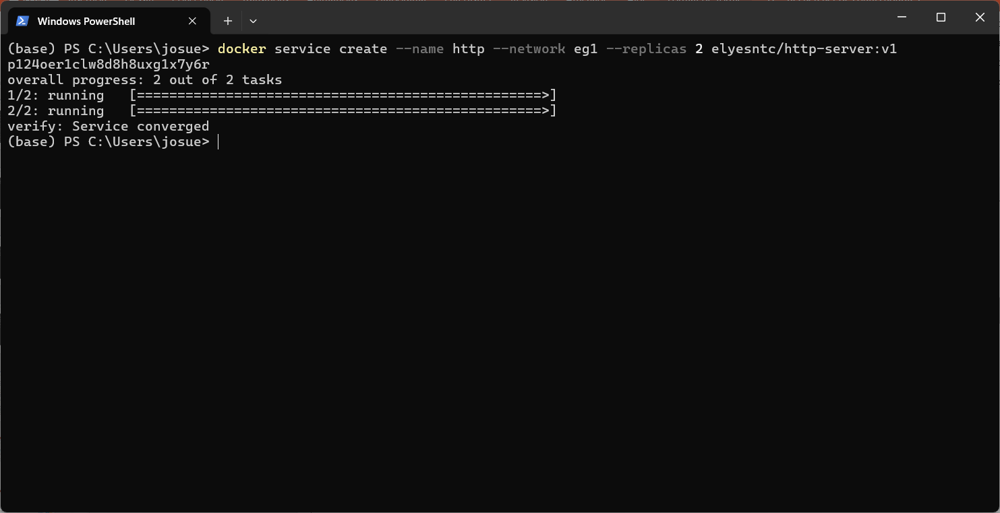 Windows PowerShell
(base) PS C:\Users\josue> docker service create --name http --network eg1 --replicas 2 elyesntc/http-server:v1
p124oer1clw8d8h8uxg1x7y6r
overall progress: 2 out of 2 tasks
1/2: running   [==================================================>]
2/2: running   [==================================================>]
verify: Service converged
(base) PS C:\Users\josue>